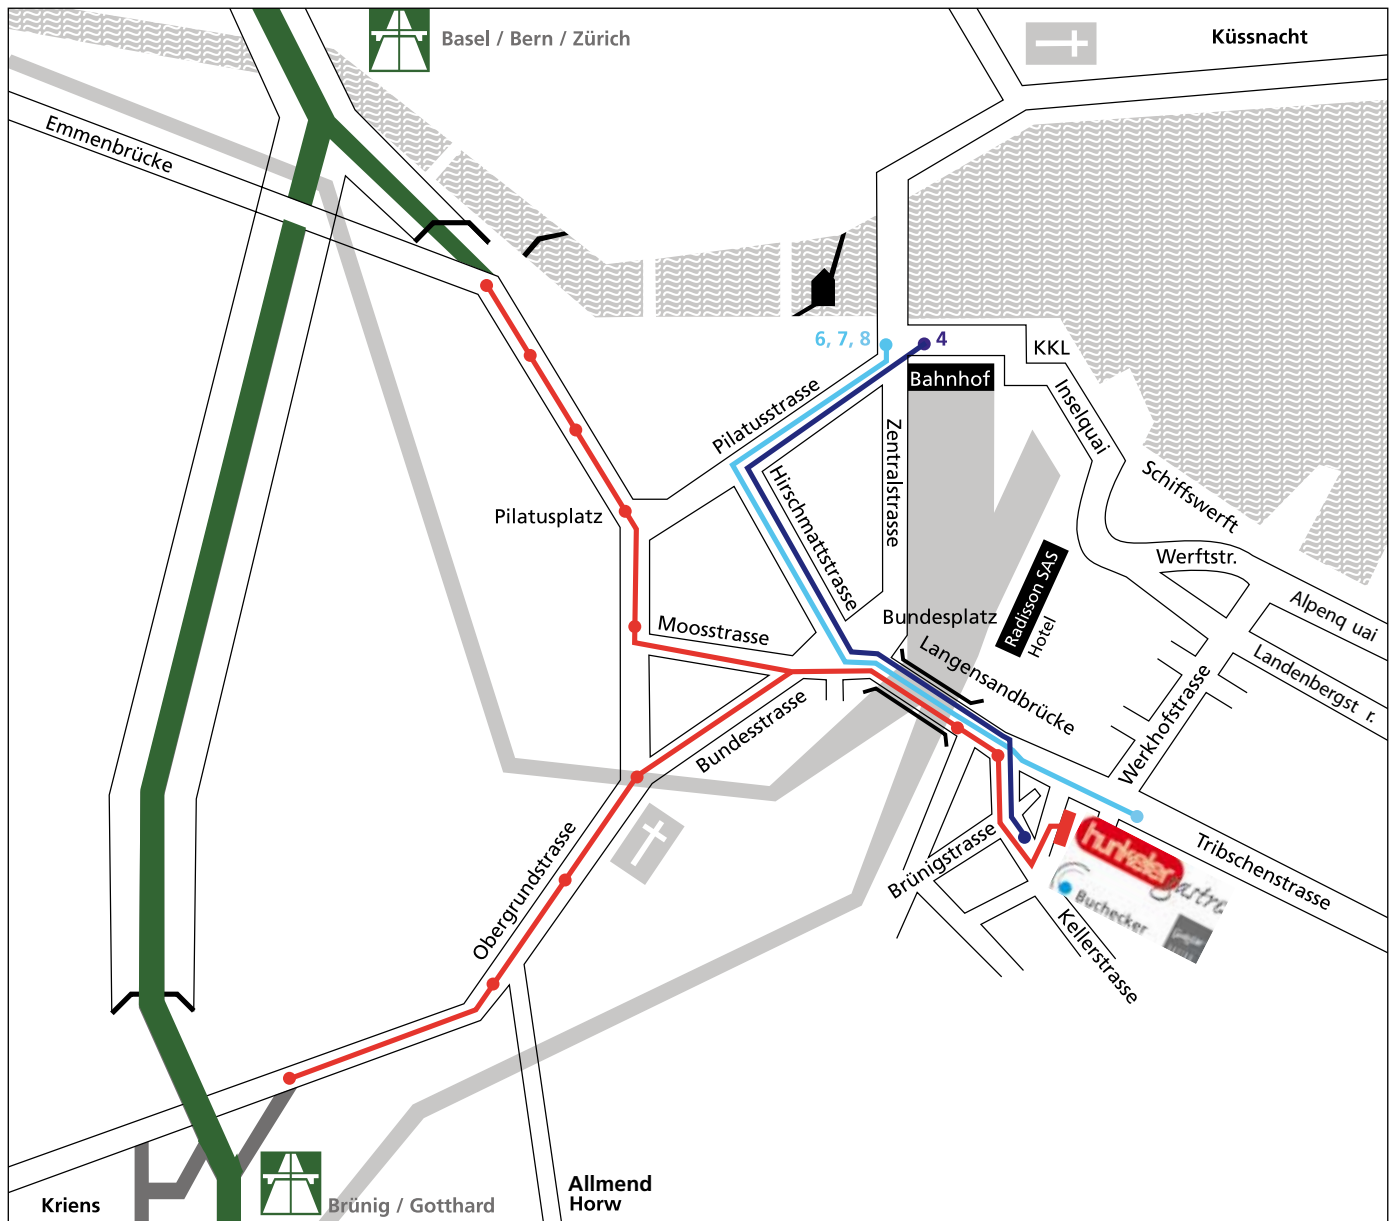 Basel / Bern / Zürich
Küssnacht
Emmenbrücke
6, 7, 8
4
KKL
Bahnhof
Pilatusstrasse
Inselquai
Zentralstrasse
Hirschmattstrasse
Schiffswerft
Pilatusplatz
Werftstr.
Radisson SAS
Hotel
Alpenq uai
Moosstrasse
Bundesplatz
Langensandbrücke
Landenbergst r.
Werkhofstrasse
Bundesstrasse
Brünigstrasse
Tribschenstrasse
hunkeler
gastro
Buchecker
Obergrundstrasse
Kellerstrasse
Kriens
Brünig / Gotthard
Allmend
Horw